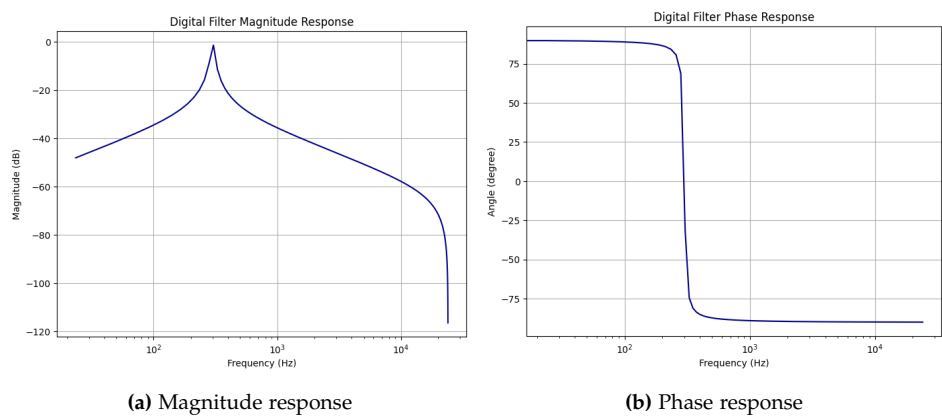 Digital Filter Magnitude Response
0
−20
−40
−60
−80
−100
−120
Magnitude (dB)
10²
10³
10⁴
Frequency (Hz)
(a) Magnitude response
Digital Filter Phase Response
75
50
25
0
−25
−50
−75
Angle (degree)
10²
10³
10⁴
Frequency (Hz)
(b) Phase response